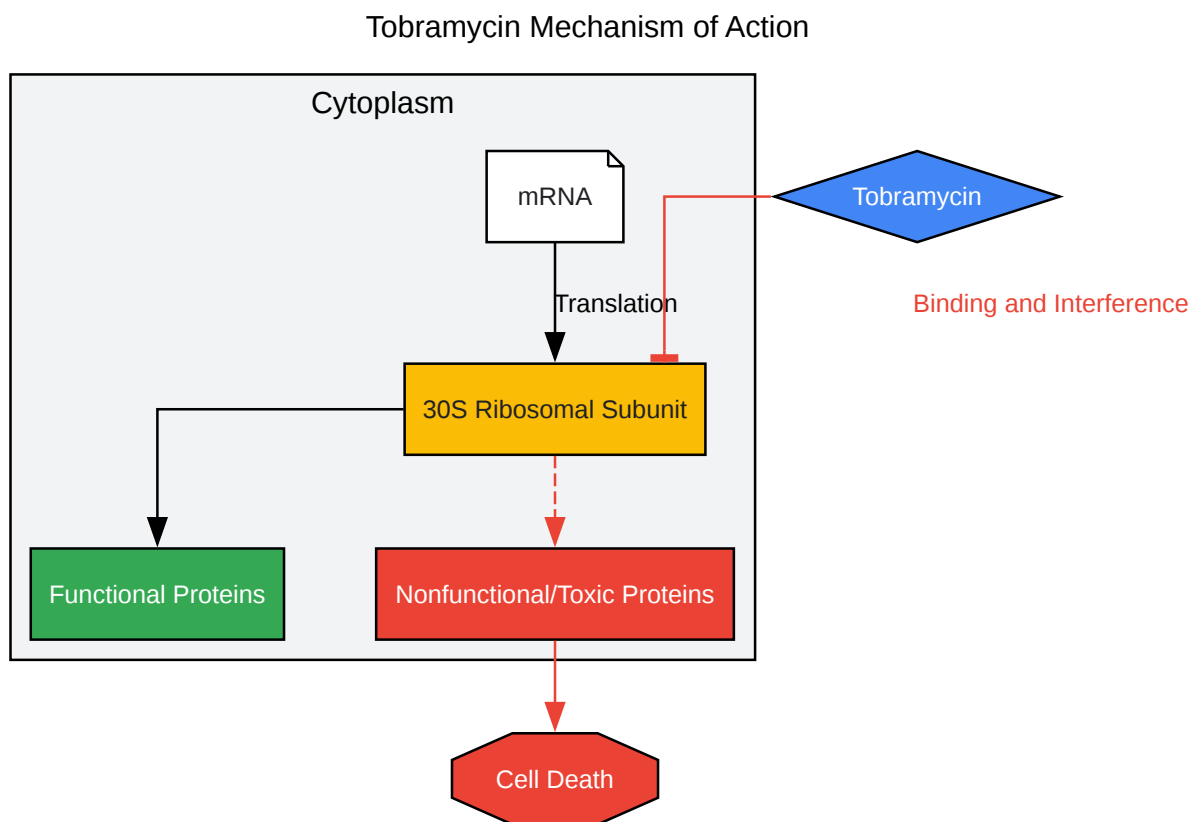 Tobramycin Mechanism of Action
Cytoplasm
mRNA
Tobramycin
Translation
Binding and Interference
30S Ribosomal Subunit
Functional Proteins
Nonfunctional/Toxic Proteins
Cell Death